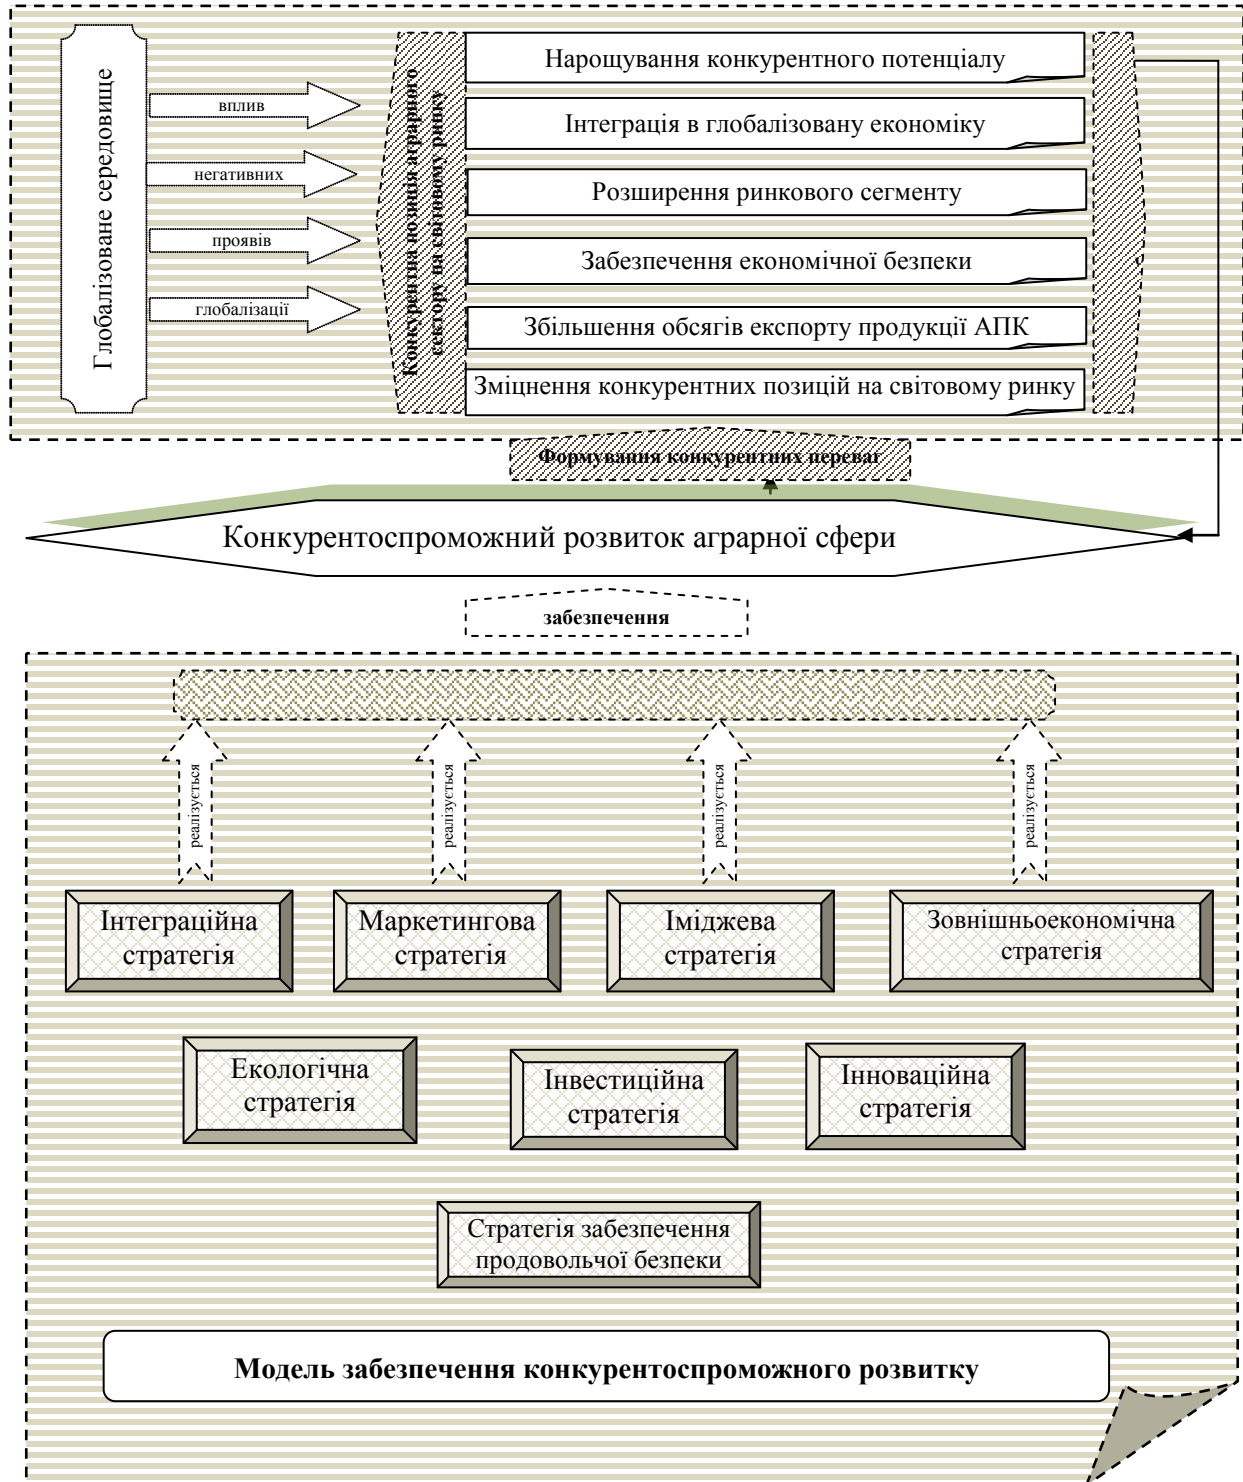 Глобалізоване середовище
вплив
негативних
проявів
глобалізації
Конкурентна позиція аграрного
сектору на світовому ринку
Нарощування конкурентного потенціалу
Інтеграція в глобалізовану економіку
Розширення ринкового сегменту
Забезпечення економічної безпеки
Збільшення обсягів експорту продукції АПК
Зміцнення конкурентних позицій на світовому ринку
Формування конкурентних переваг
Конкурентоспроможний розвиток аграрної сфери
забезпечення
реалізується
реалізується
реалізується
реалізується
Інтеграційна
стратегія
Маркетингова
стратегія
Іміджева
стратегія
Зовнішньоекономічна
стратегія
Екологічна
стратегія
Інвестиційна
стратегія
Інноваційна
стратегія
Стратегія забезпечення
продовольчої безпеки
Модель забезпечення конкурентоспроможного розвитку